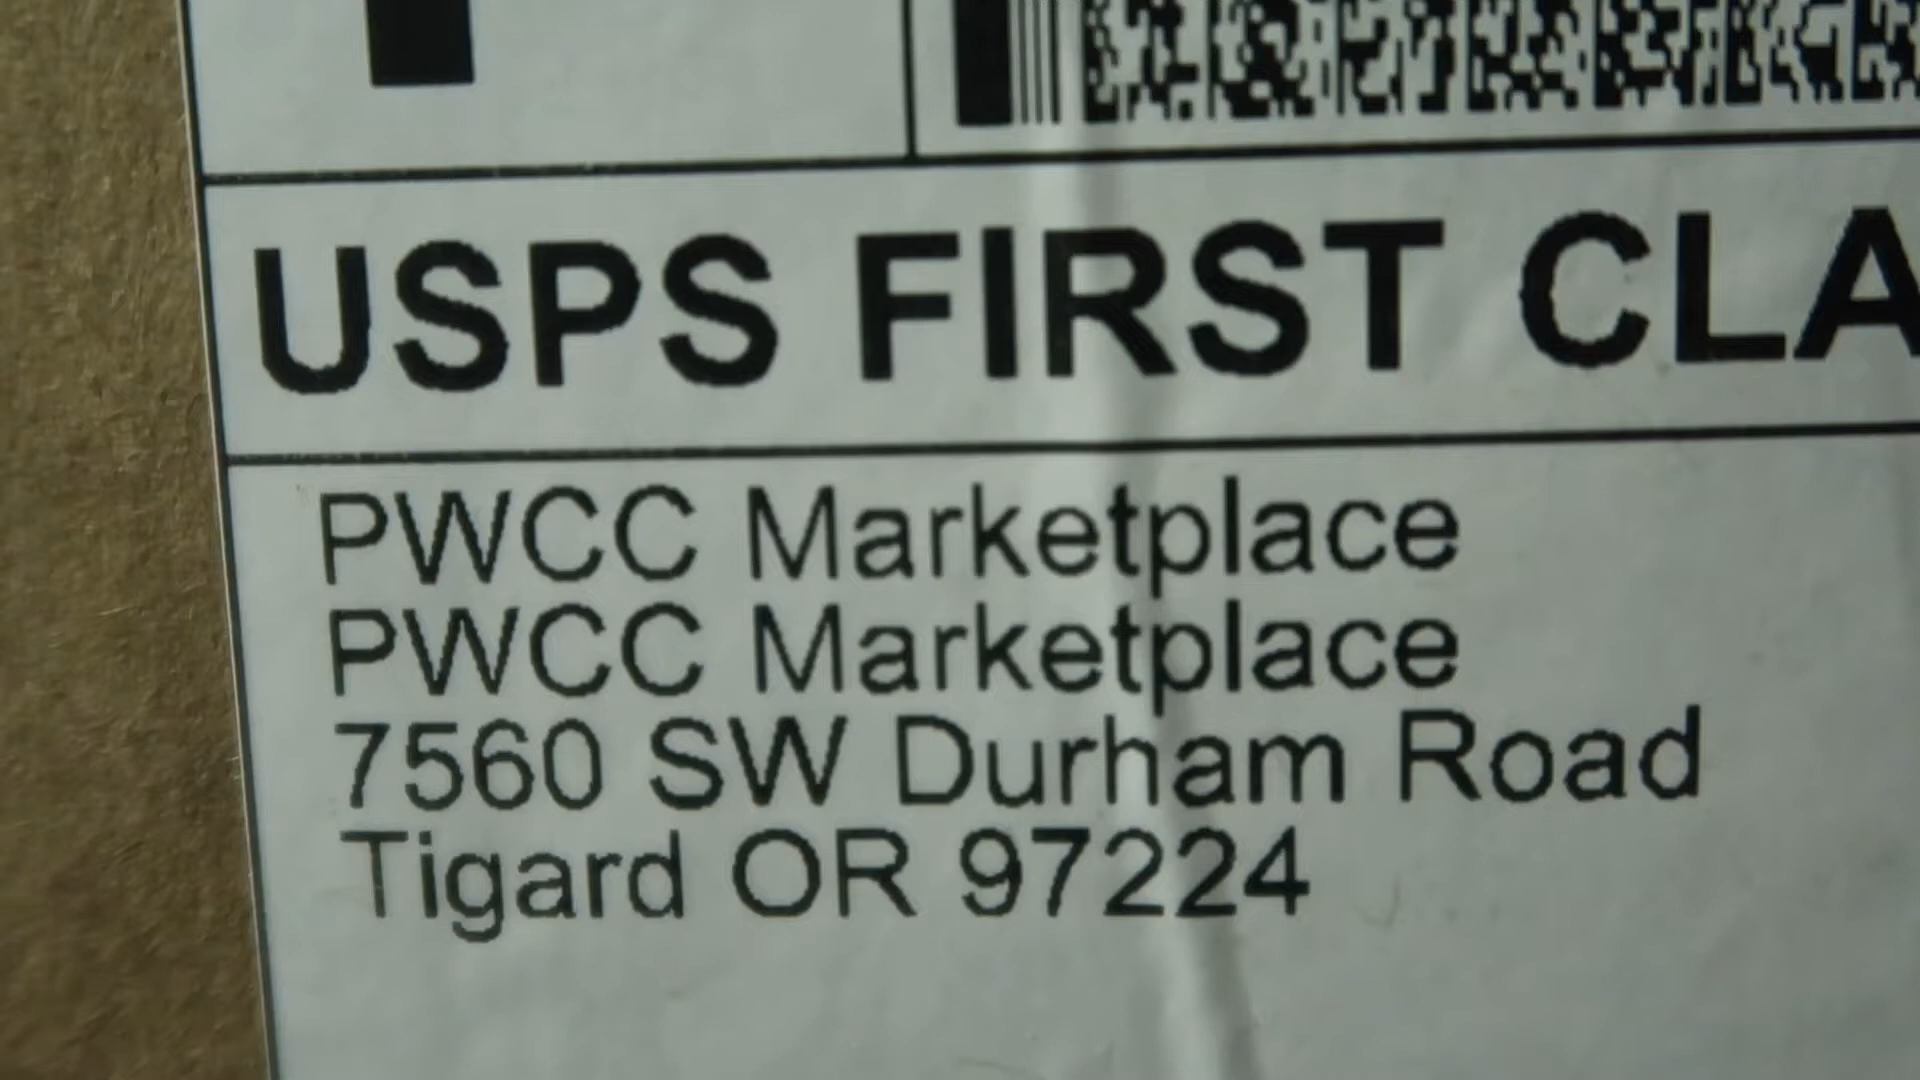 USPS FIRST CLA
PWCC Marketplace
PWCC Marketplace
7560 SW Durham Road
Tigard OR 97224